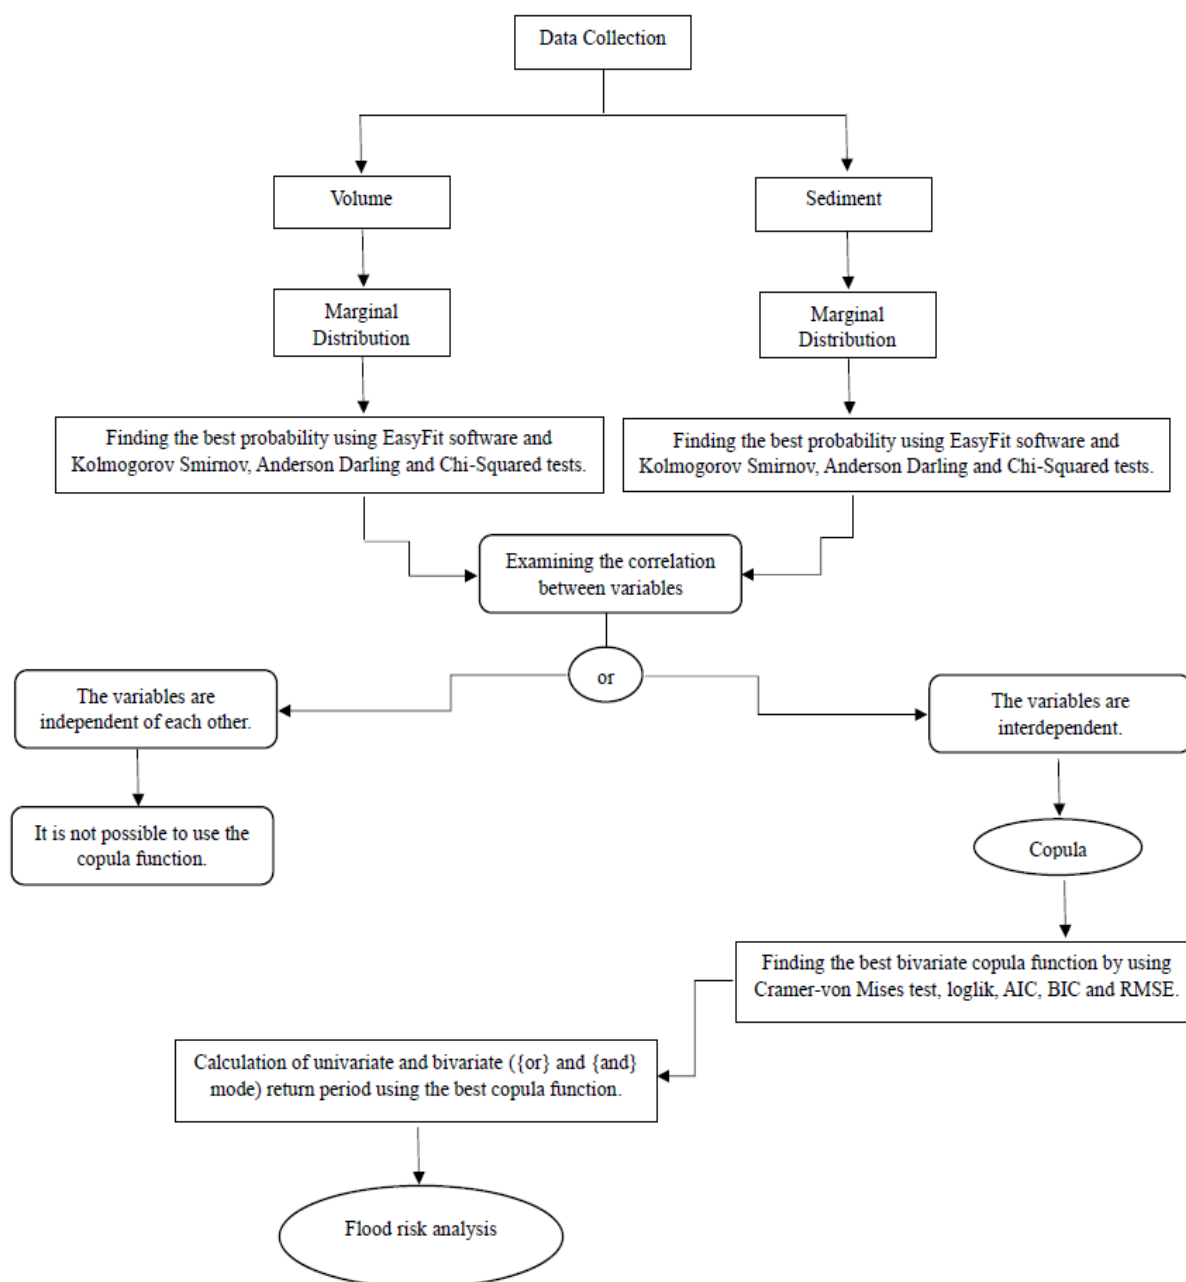 Data Collection
Volume
Sediment
Marginal
Distribution
Marginal
Distribution
Finding the best probability using EasyFit software and
Kolmogorov Smirnov, Anderson Darling and Chi-Squared tests.
Finding the best probability using EasyFit software and
Kolmogorov Smirnov, Anderson Darling and Chi-Squared tests.
Examining the correlation
between variables
or
The variables are
independent of each other.
The variables are
interdependent.
It is not possible to use the
copula function.
Copula
Finding the best bivariate copula function by using
Cramer-von Mises test, loglik, AIC, BIC and RMSE.
Calculation of univariate and bivariate ({or} and {and}
mode) return period using the best copula function.
Flood risk analysis